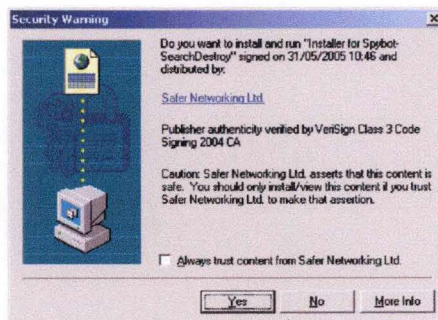 Security Warning
Do you want to install and run "Installer for Spybot-
SearchDestroy" signed on 31/05/2005 10:46 and
distributed by:
Safer Networking Ltd.
Publisher authenticity verified by VeriSign Class 3 Code
Signing 2004 CA
Caution: Safer Networking Ltd. asserts that this content is
safe. You should only install/view this content if you trust
Safer Networking Ltd. to make that assertion.
Always trust content from Safer Networking Ltd.
Yes No More Info